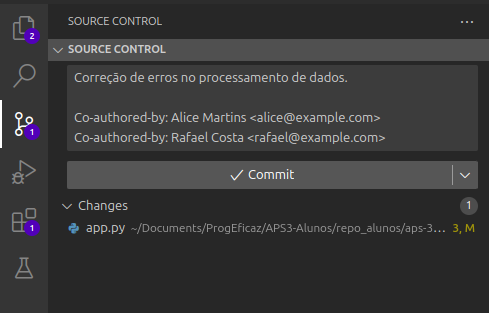 SOURCE CONTROL
SOURCE CONTROL
Correção de erros no processamento de dados.
Co-authored-by: Alice Martins <alice@example.com>
Co-authored-by: Rafael Costa <rafael@example.com>
Commit
Changes 1
app.py ~/Documents/ProgEficaz/APS3-Alunos/repo_alunos/aps-3... 3, M
2
1
1